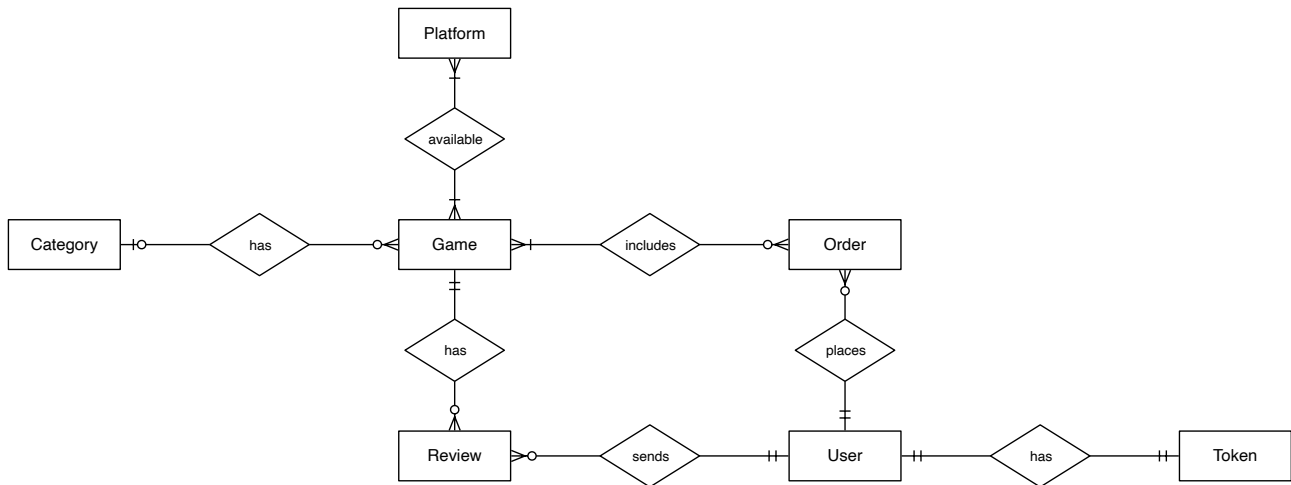 Platform
available
Category
has
Game
includes
Order
has
places
Review
sends
User
has
Token